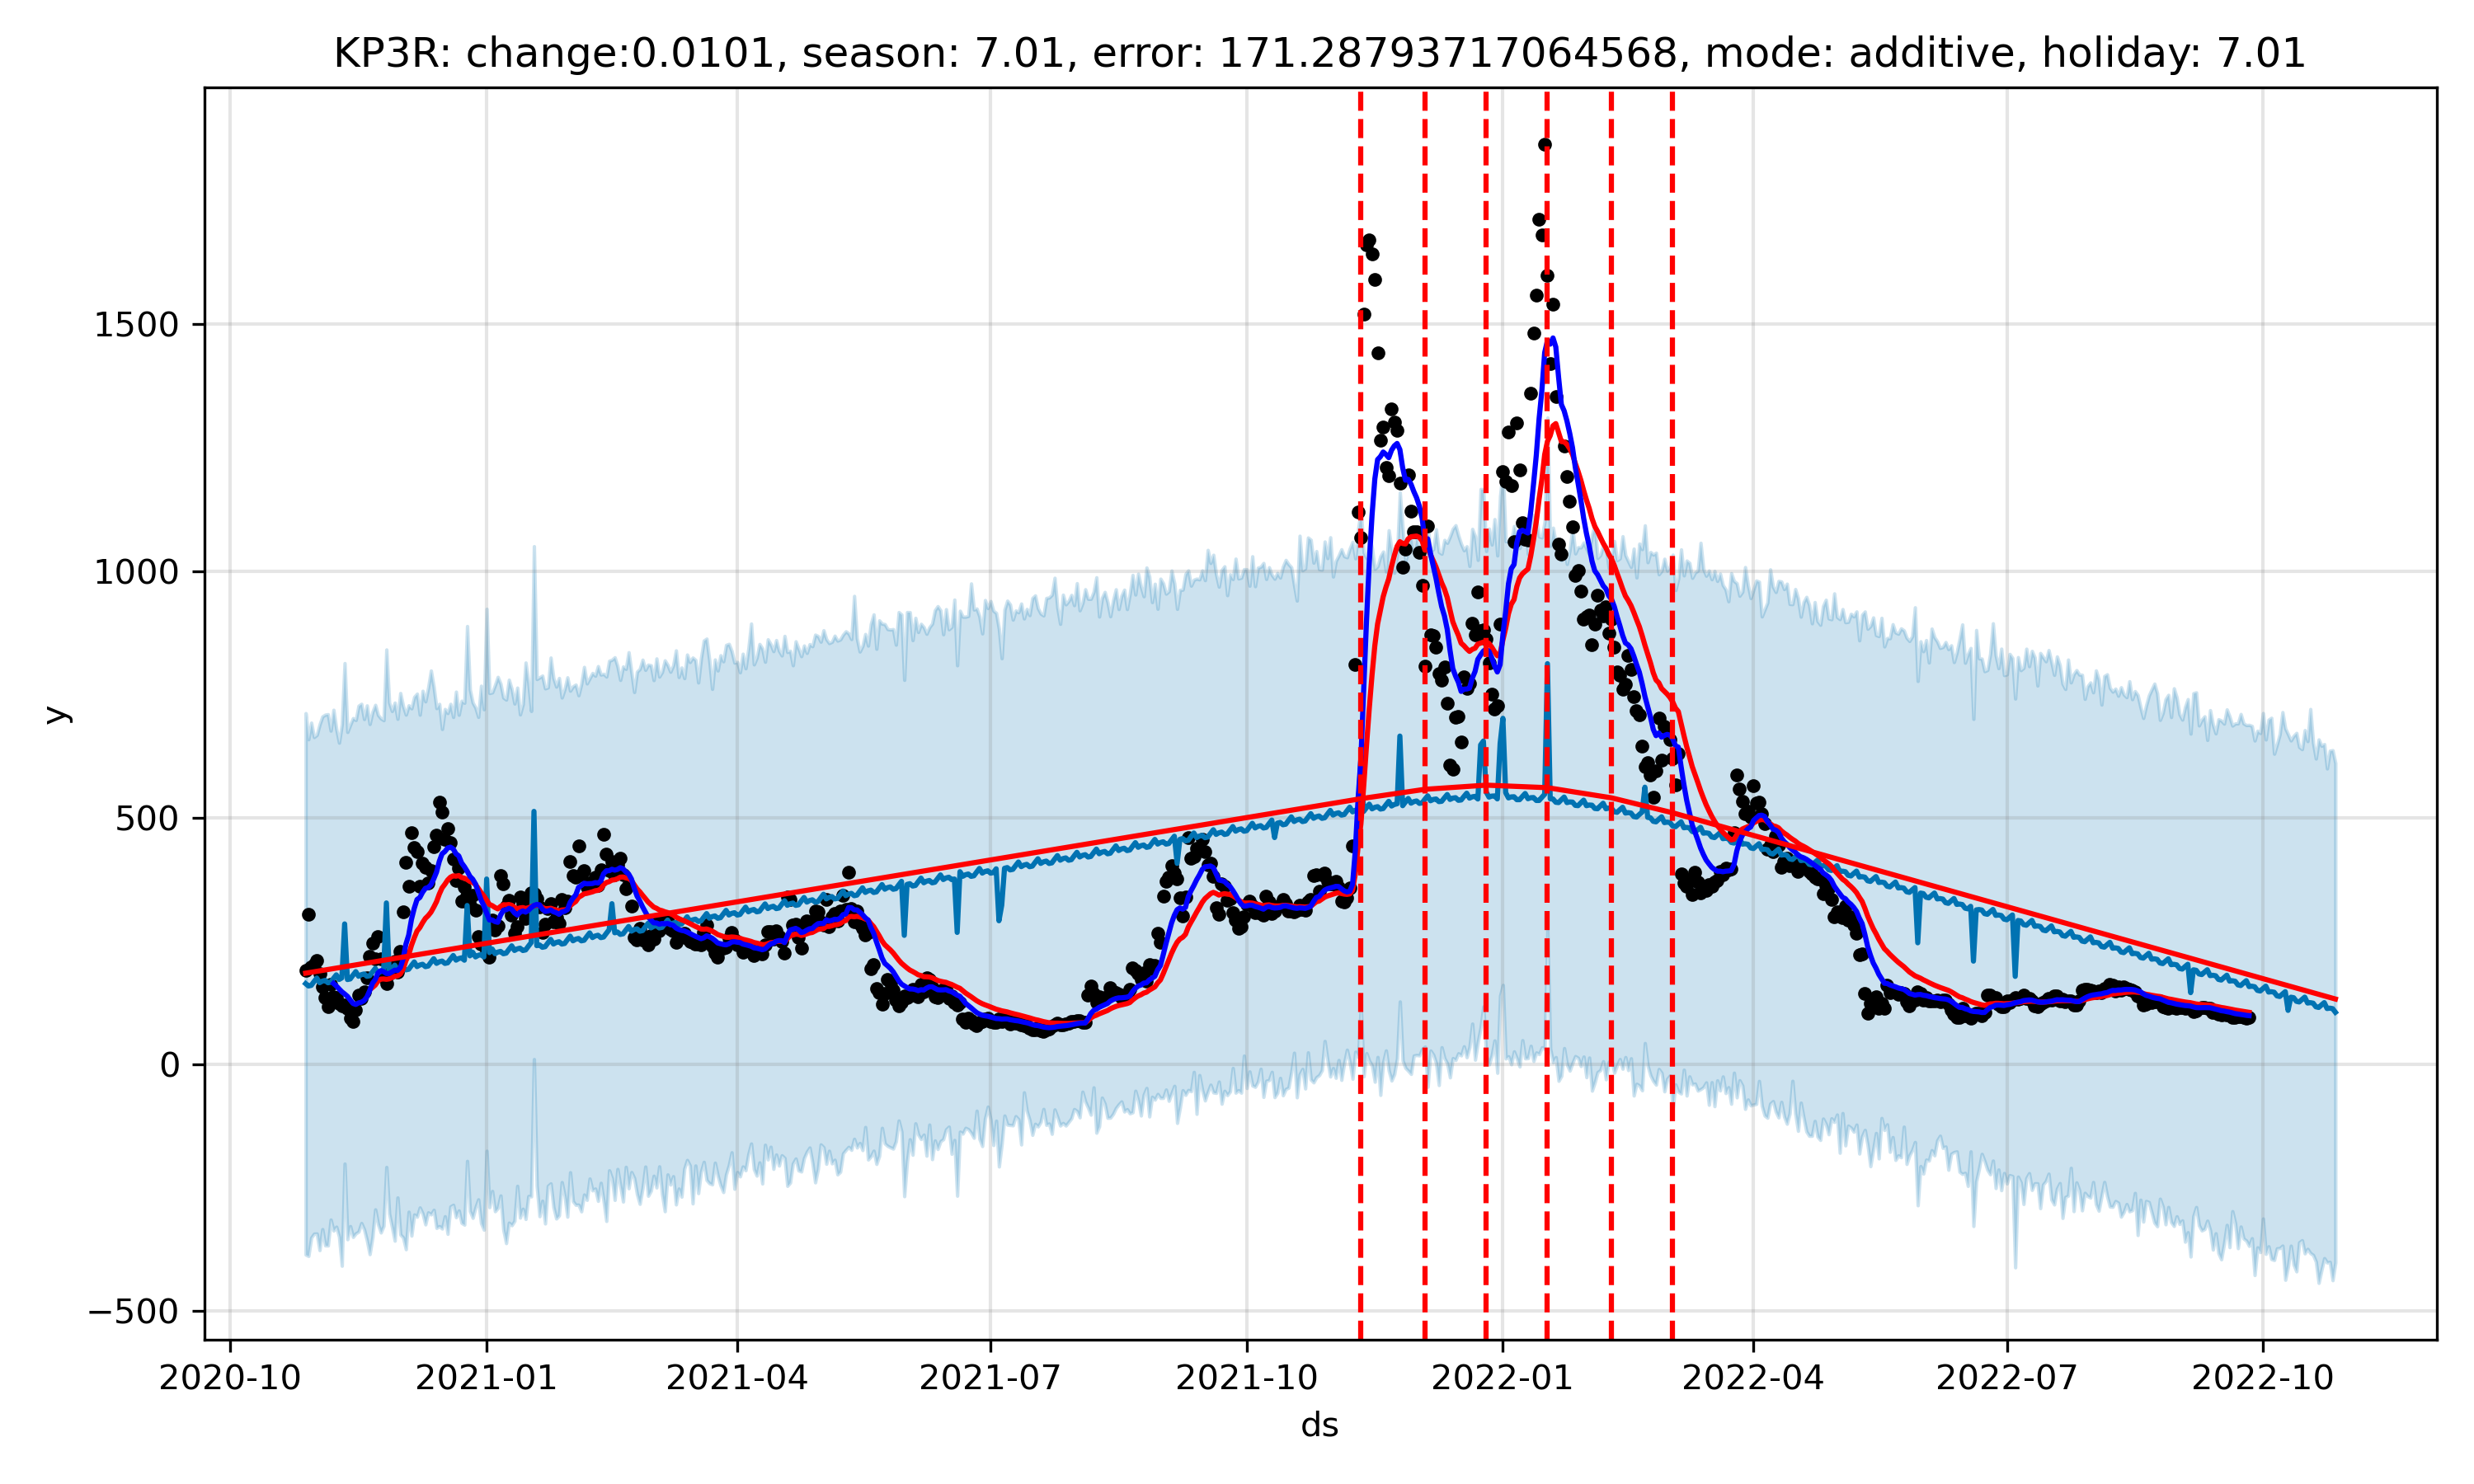 KP3R: change:0.0101, season: 7.01, error: 171.28793717064568, mode: additive, holiday: 7.01
y
1500
1000
500
0
−500
2020-10 2021-01 2021-04 2021-07 2021-10 2022-01 2022-04 2022-07 2022-10
ds